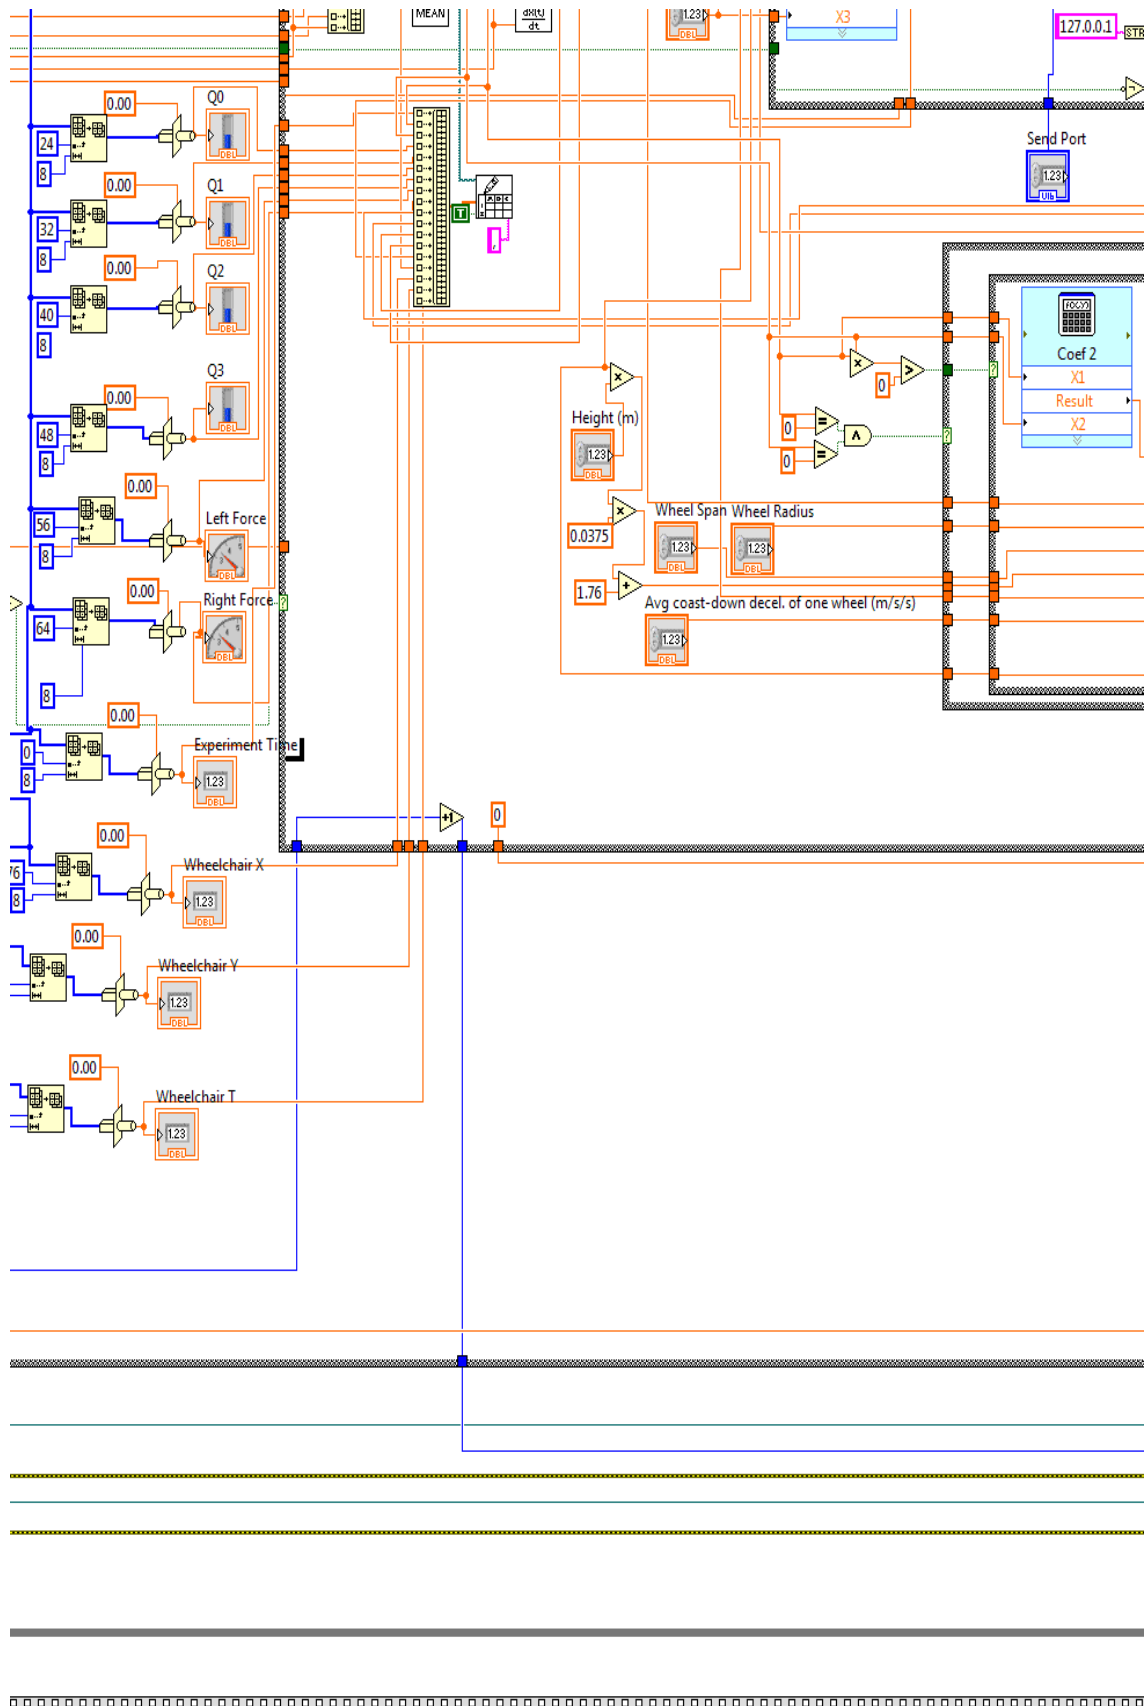 MEAN
dX(t)
dt
1.23
X3
127.0.0.1
STR
0.00
Q0
24
DBL
8
Send Port
1.23
0.00
Q1
T
,
32
DBL
8
0.00
Q2
40
DBL
8
f(X,Y)
Coef 2
0.00
Q3
X1
0
Result
48
DBL
X2
8
Height (m)
0
1.23
0
DBL
0.00
56
Left Force
8
DBL
0.0375
Wheel Span
Wheel Radius
1.23
1.23
DBL
DBL
0.00
Right Force
1.76
Avg coast-down decel. of one wheel (m/s/s)
64
1.23
DBL
DBL
8
0.00
Experiment Time
0
1.23
8
DBL
+1
0
0.00
Wheelchair X
76
1.23
8
DBL
0.00
Wheelchair Y
1.23
DBL
0.00
Wheelchair T
1.23
DBL